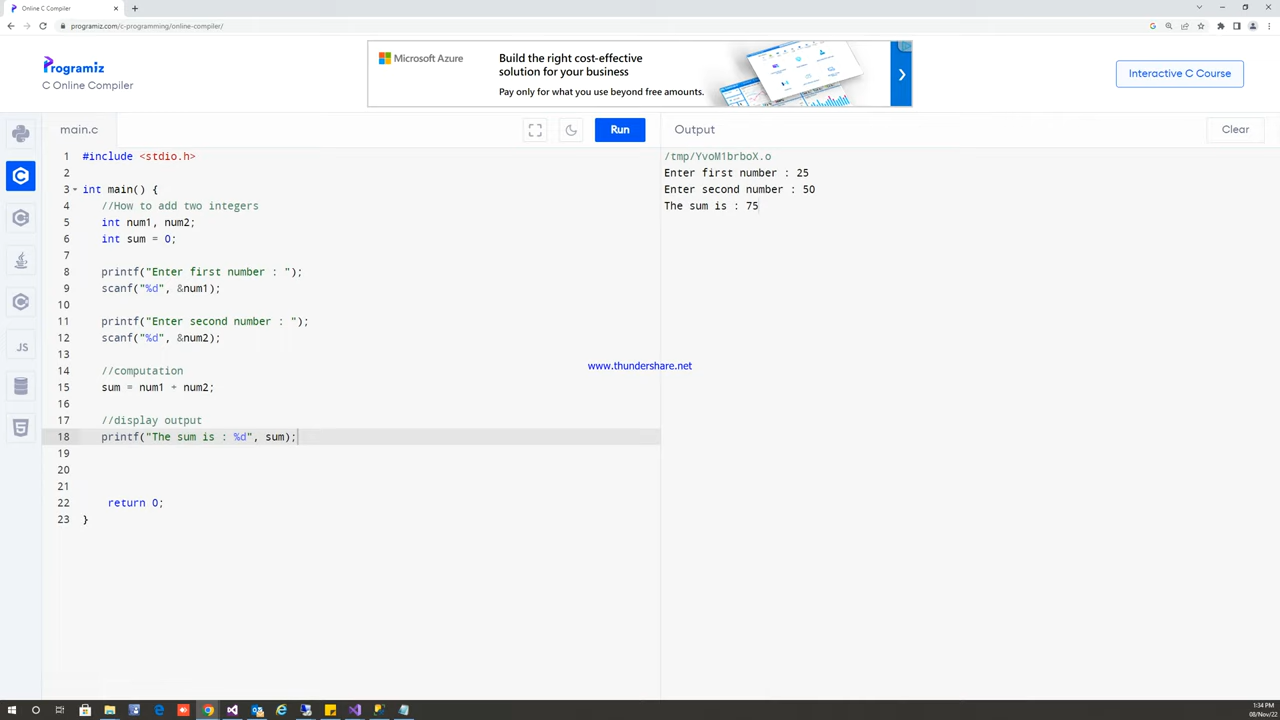 Online C Compiler
programiz.com/c-programming/online-compiler/
Programiz
C Online Compiler
Microsoft Azure
Build the right cost-effective
solution for your business
Pay only for what you use beyond free amounts.
Interactive C Course
main.c
Run
Output
Clear
1 #include <stdio.h>
2
3 int main() {
4 //How to add two integers
5 int num1, num2;
6 int sum = 0;
7
8 printf("Enter first number : ");
9 scanf("%d", &num1);
10
11 printf("Enter second number : ");
12 scanf("%d", &num2);
13
14 //computation
15 sum = num1 + num2;
16
17 //display output
18 printf("The sum is : %d", sum);
19
20
21
22 return 0;
23 }
/tmp/YvoM1brboX.o
Enter first number : 25
Enter second number : 50
The sum is : 75
www.thundershare.net
JS
1:34 PM
08/Nov/22